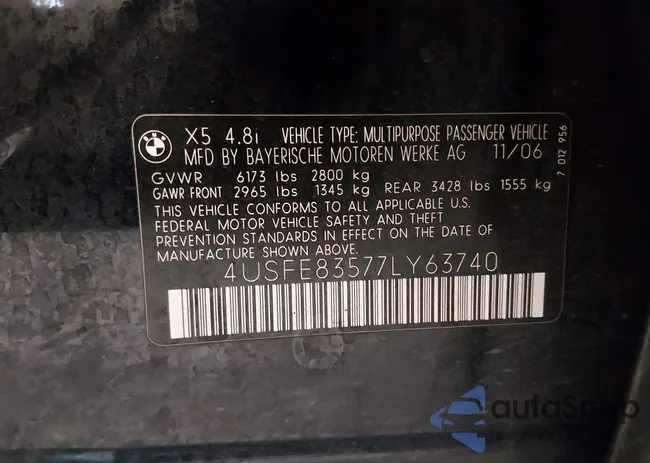 BMW
X5 4.8i VEHICLE TYPE: MULTIPURPOSE PASSENGER VEHICLE
MFD BY BAYERISCHE MOTOREN WERKE AG 11/06
GVWR 6173 lbs 2800 kg
GAWR FRONT 2965 lbs 1345 kg REAR 3428 lbs 1555 kg
THIS VEHICLE CONFORMS TO ALL APPLICABLE U.S.
FEDERAL MOTOR VEHICLE SAFETY AND THEFT
PREVENTION STANDARDS IN EFFECT ON THE DATE OF
MANUFACTURE SHOWN ABOVE.
4USFE83577LY63740
7 012 956
autoSnap